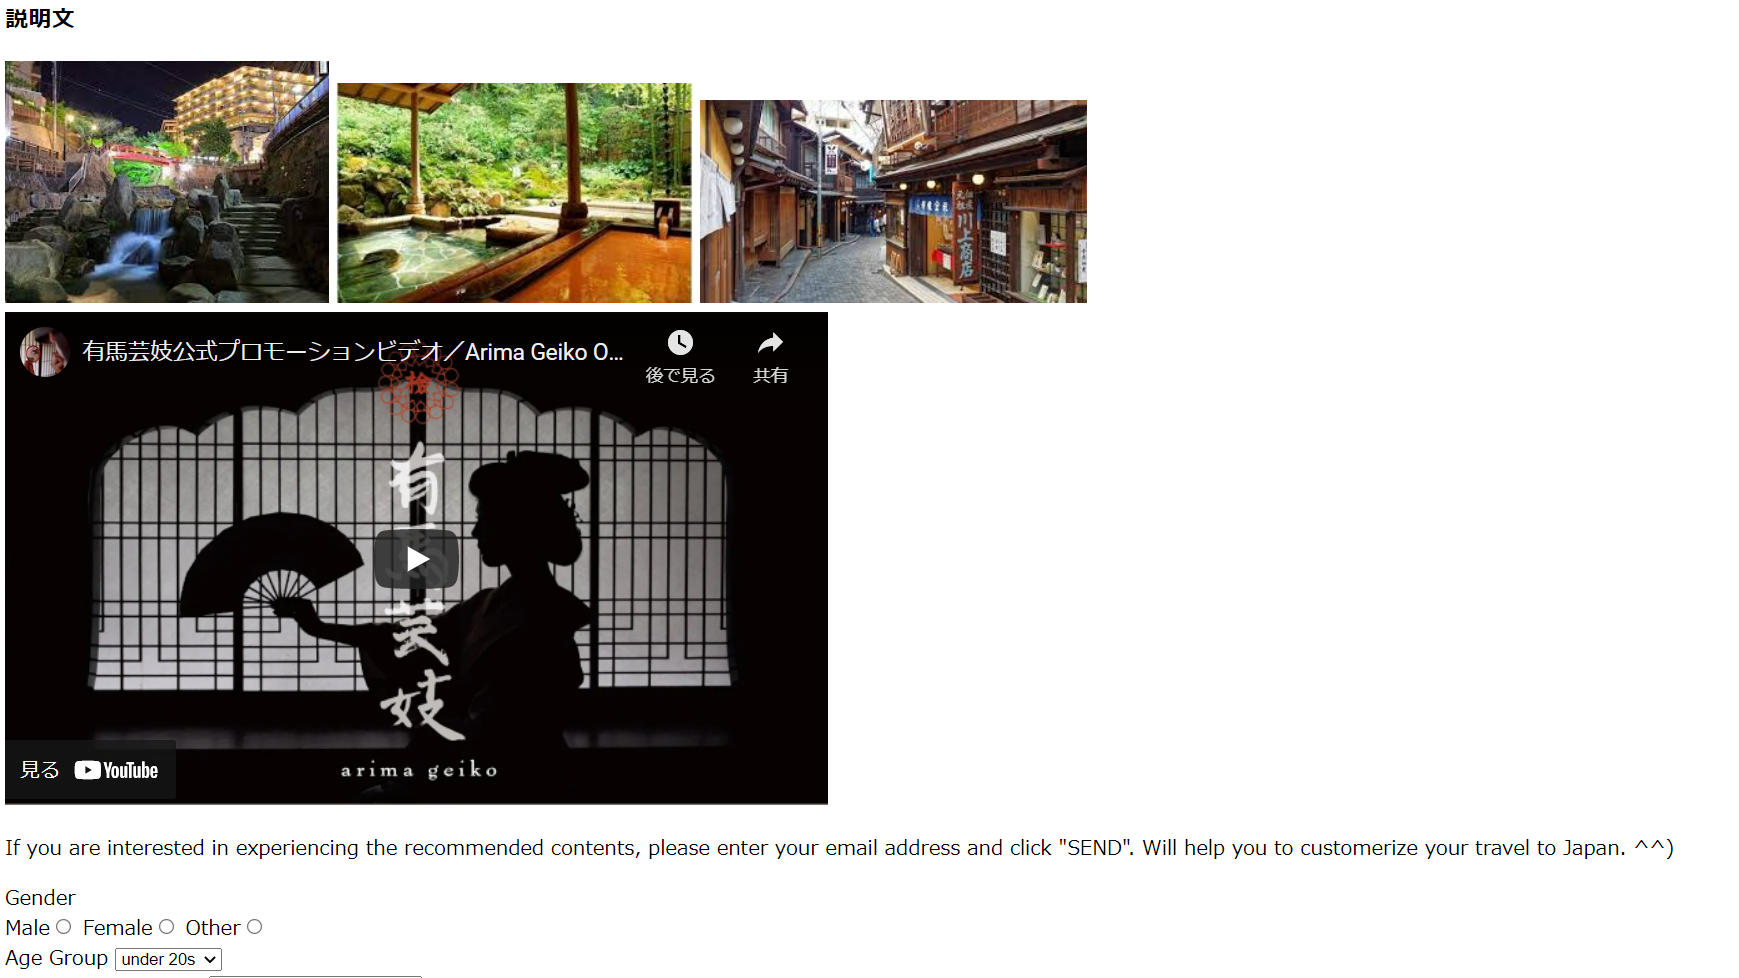 説明文
川上商店
有馬芸妓公式プロモーションビデオ／Arima Geiko O...
後で見る
共有
有馬芸妓
arima geiko
見る YouTube
If you are interested in experiencing the recommended contents, please enter your email address and click "SEND". Will help you to customerize your travel to Japan. ^^)
Gender
Male Female Other
Age Group under 20s